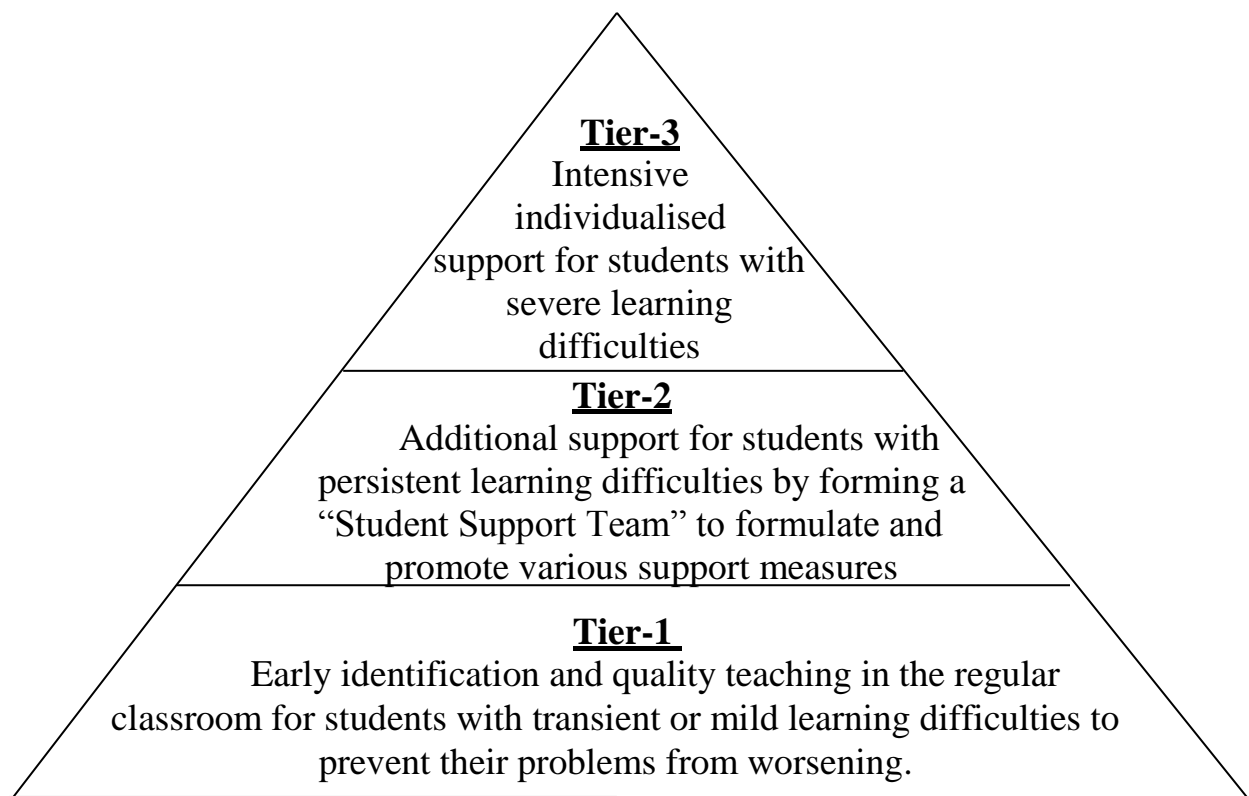 Tier-3
Intensive
individualised
support for students with
severe learning
difficulties
Tier-2
Additional support for students with
persistent learning difficulties by forming a
“Student Support Team” to formulate and
promote various support measures
Tier-1
Early identification and quality teaching in the regular
classroom for students with transient or mild learning difficulties to
prevent their problems from worsening.